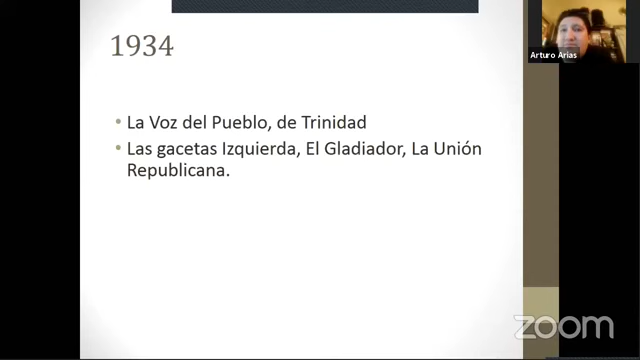 1934
Arturo Arias
• La Voz del Pueblo, de Trinidad
• Las gacetas Izquierda, El Gladiador, La Unión
Republicana.
zoom